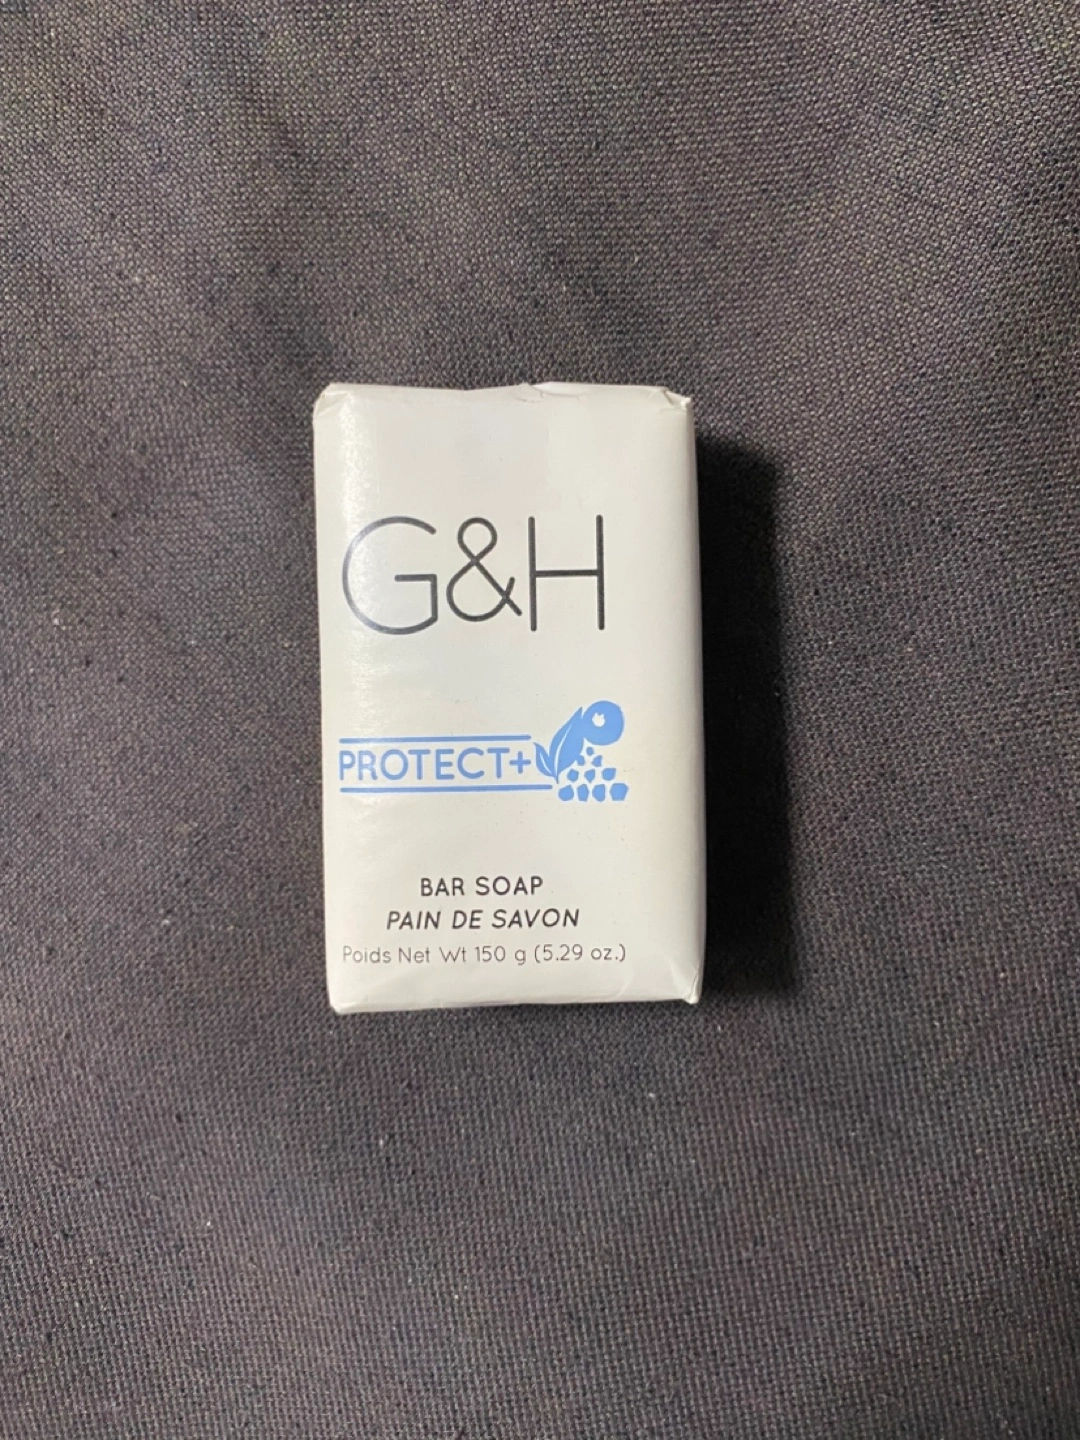 G&H
PROTECT+
BAR SOAP
PAIN DE SAVON
Poids Net Wt 150 g (5.29 oz.)